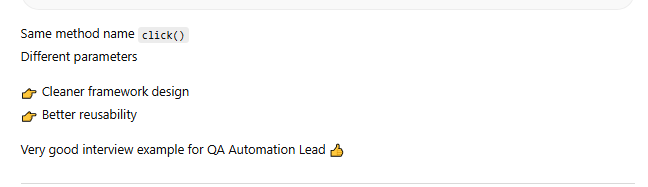 Same method name click()
Different parameters
👉 Cleaner framework design
👉 Better reusability
Very good interview example for QA Automation Lead 👍